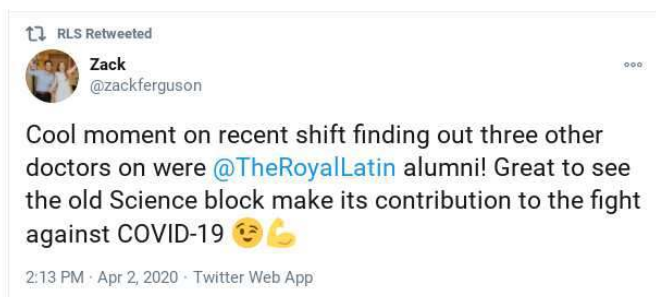 RLS Retweeted
Zack
@zackferguson
Cool moment on recent shift finding out three other
doctors on were @TheRoyalLatin alumni! Great to see
the old Science block make its contribution to the fight
against COVID-19 😉💪
2:13 PM · Apr 2, 2020 · Twitter Web App